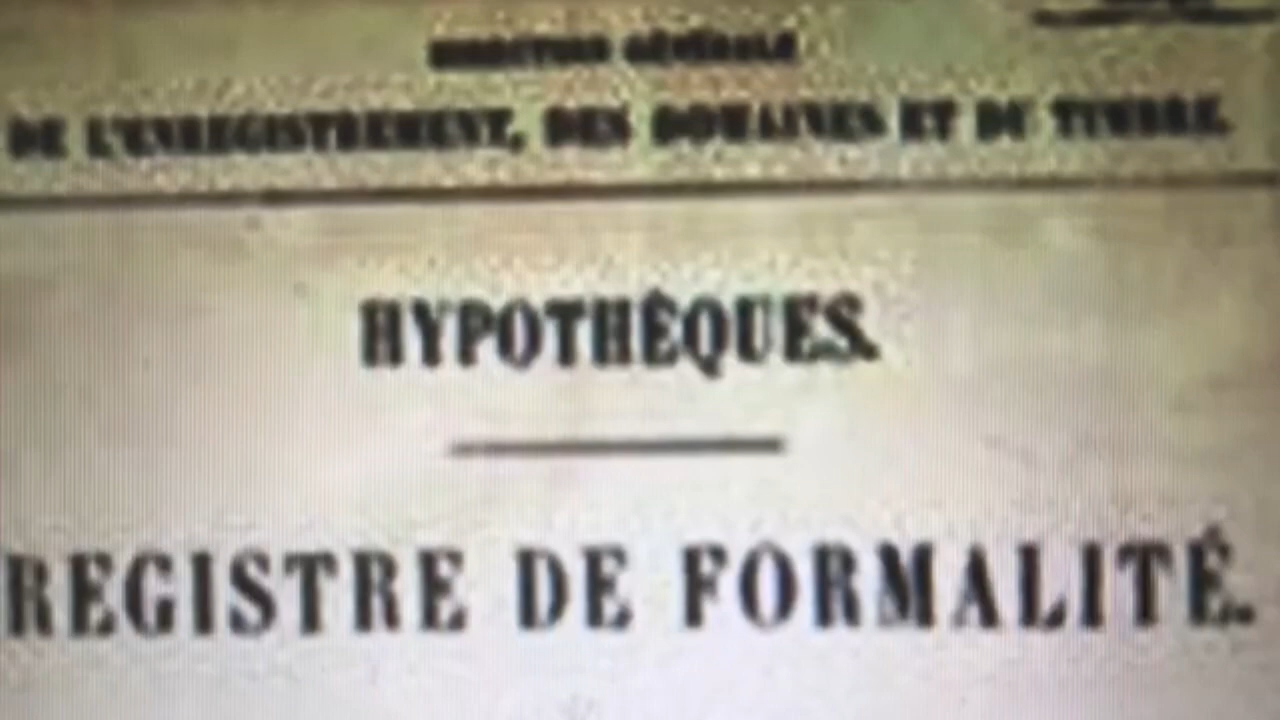 DIRECTION GÉNÉRALE
DE L'ENREGISTREMENT, DES DOMAINES ET DU TIMBRE.
HYPOTHÈQUES.
REGISTRE DE FORMALITÉ.